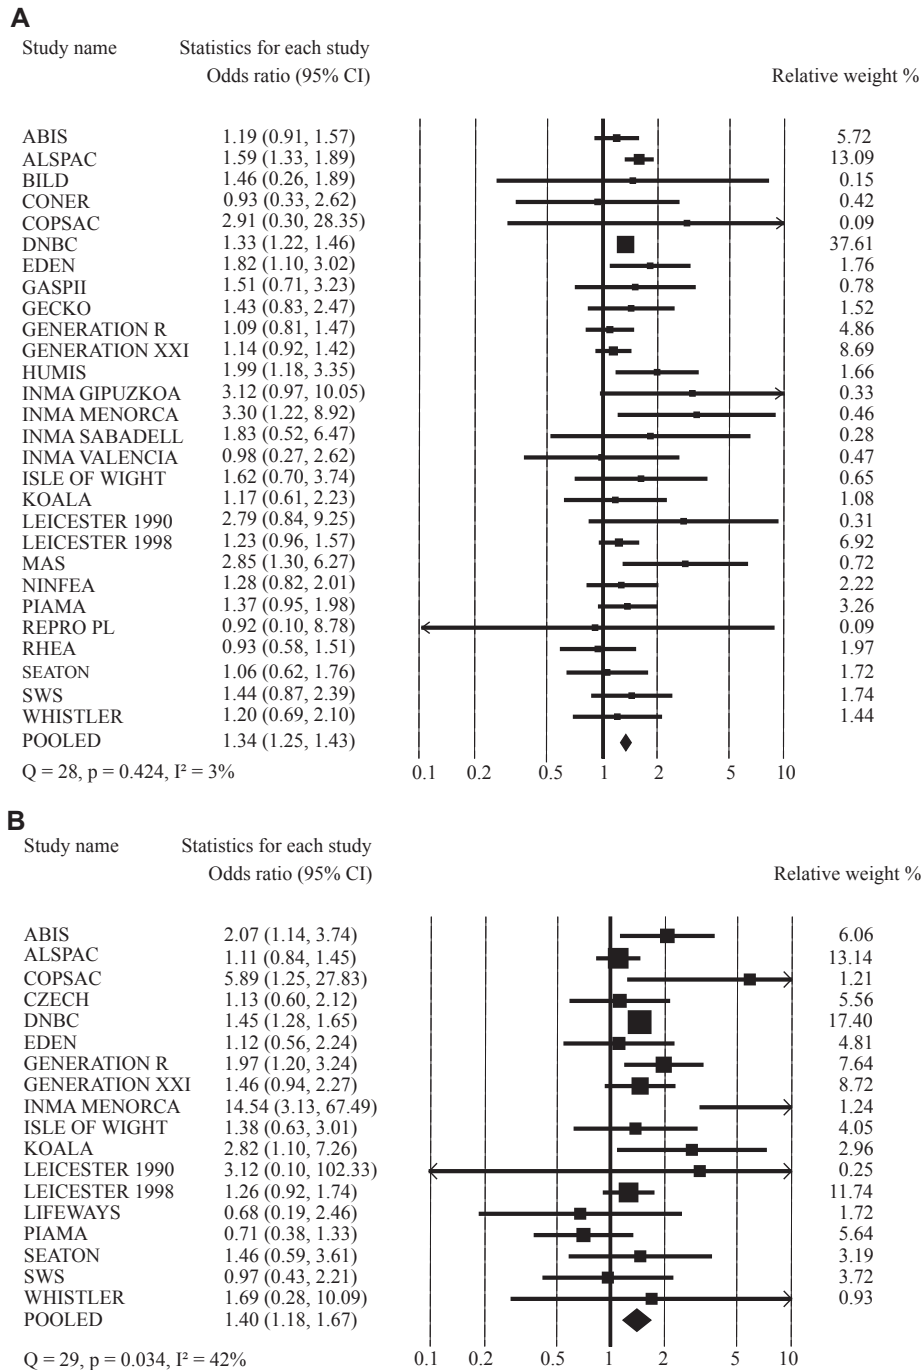 A
Study name Statistics for each study
Odds ratio (95% CI) Relative weight %
ABIS 1.19 (0.91, 1.57) 5.72
ALSPAC 1.59 (1.33, 1.89) 13.09
BILD 1.46 (0.26, 1.89) 0.15
CONER 0.93 (0.33, 2.62) 0.42
COPSAC 2.91 (0.30, 28.35) 0.09
DNBC 1.33 (1.22, 1.46) 37.61
EDEN 1.82 (1.10, 3.02) 1.76
GASPII 1.51 (0.71, 3.23) 0.78
GECKO 1.43 (0.83, 2.47) 1.52
GENERATION R 1.09 (0.81, 1.47) 4.86
GENERATION XXI 1.14 (0.92, 1.42) 8.69
HUMIS 1.99 (1.18, 3.35) 1.66
INMA GIPUZKOA 3.12 (0.97, 10.05) 0.33
INMA MENORCA 3.30 (1.22, 8.92) 0.46
INMA SABADELL 1.83 (0.52, 6.47) 0.28
INMA VALENCIA 0.98 (0.27, 2.62) 0.47
ISLE OF WIGHT 1.62 (0.70, 3.74) 0.65
KOALA 1.17 (0.61, 2.23) 1.08
LEICESTER 1990 2.79 (0.84, 9.25) 0.31
LEICESTER 1998 1.23 (0.96, 1.57) 6.92
MAS 2.85 (1.30, 6.27) 0.72
NINFEA 1.28 (0.82, 2.01) 2.22
PIAMA 1.37 (0.95, 1.98) 3.26
REPRO PL 0.92 (0.10, 8.78) 0.09
RHEA 0.93 (0.58, 1.51) 1.97
SEATON 1.06 (0.62, 1.76) 1.72
SWS 1.44 (0.87, 2.39) 1.74
WHISTLER 1.20 (0.69, 2.10) 1.44
POOLED 1.34 (1.25, 1.43)
Q = 28, p = 0.424, I² = 3% 0.1 0.2 0.5 1 2 5 10
B
Study name Statistics for each study
Odds ratio (95% CI) Relative weight %
ABIS 2.07 (1.14, 3.74) 6.06
ALSPAC 1.11 (0.84, 1.45) 13.14
COPSAC 5.89 (1.25, 27.83) 1.21
CZECH 1.13 (0.60, 2.12) 5.56
DNBC 1.45 (1.28, 1.65) 17.40
EDEN 1.12 (0.56, 2.24) 4.81
GENERATION R 1.97 (1.20, 3.24) 7.64
GENERATION XXI 1.46 (0.94, 2.27) 8.72
INMA MENORCA 14.54 (3.13, 67.49) 1.24
ISLE OF WIGHT 1.38 (0.63, 3.01) 4.05
KOALA 2.82 (1.10, 7.26) 2.96
LEICESTER 1990 3.12 (0.10, 102.33) 0.25
LEICESTER 1998 1.26 (0.92, 1.74) 11.74
LIFEWAYS 0.68 (0.19, 2.46) 1.72
PIAMA 0.71 (0.38, 1.33) 5.64
SEATON 1.46 (0.59, 3.61) 3.19
SWS 0.97 (0.43, 2.21) 3.72
WHISTLER 1.69 (0.28, 10.09) 0.93
POOLED 1.40 (1.18, 1.67)
Q = 29, p = 0.034, I² = 42% 0.1 0.2 0.5 1 2 5 10